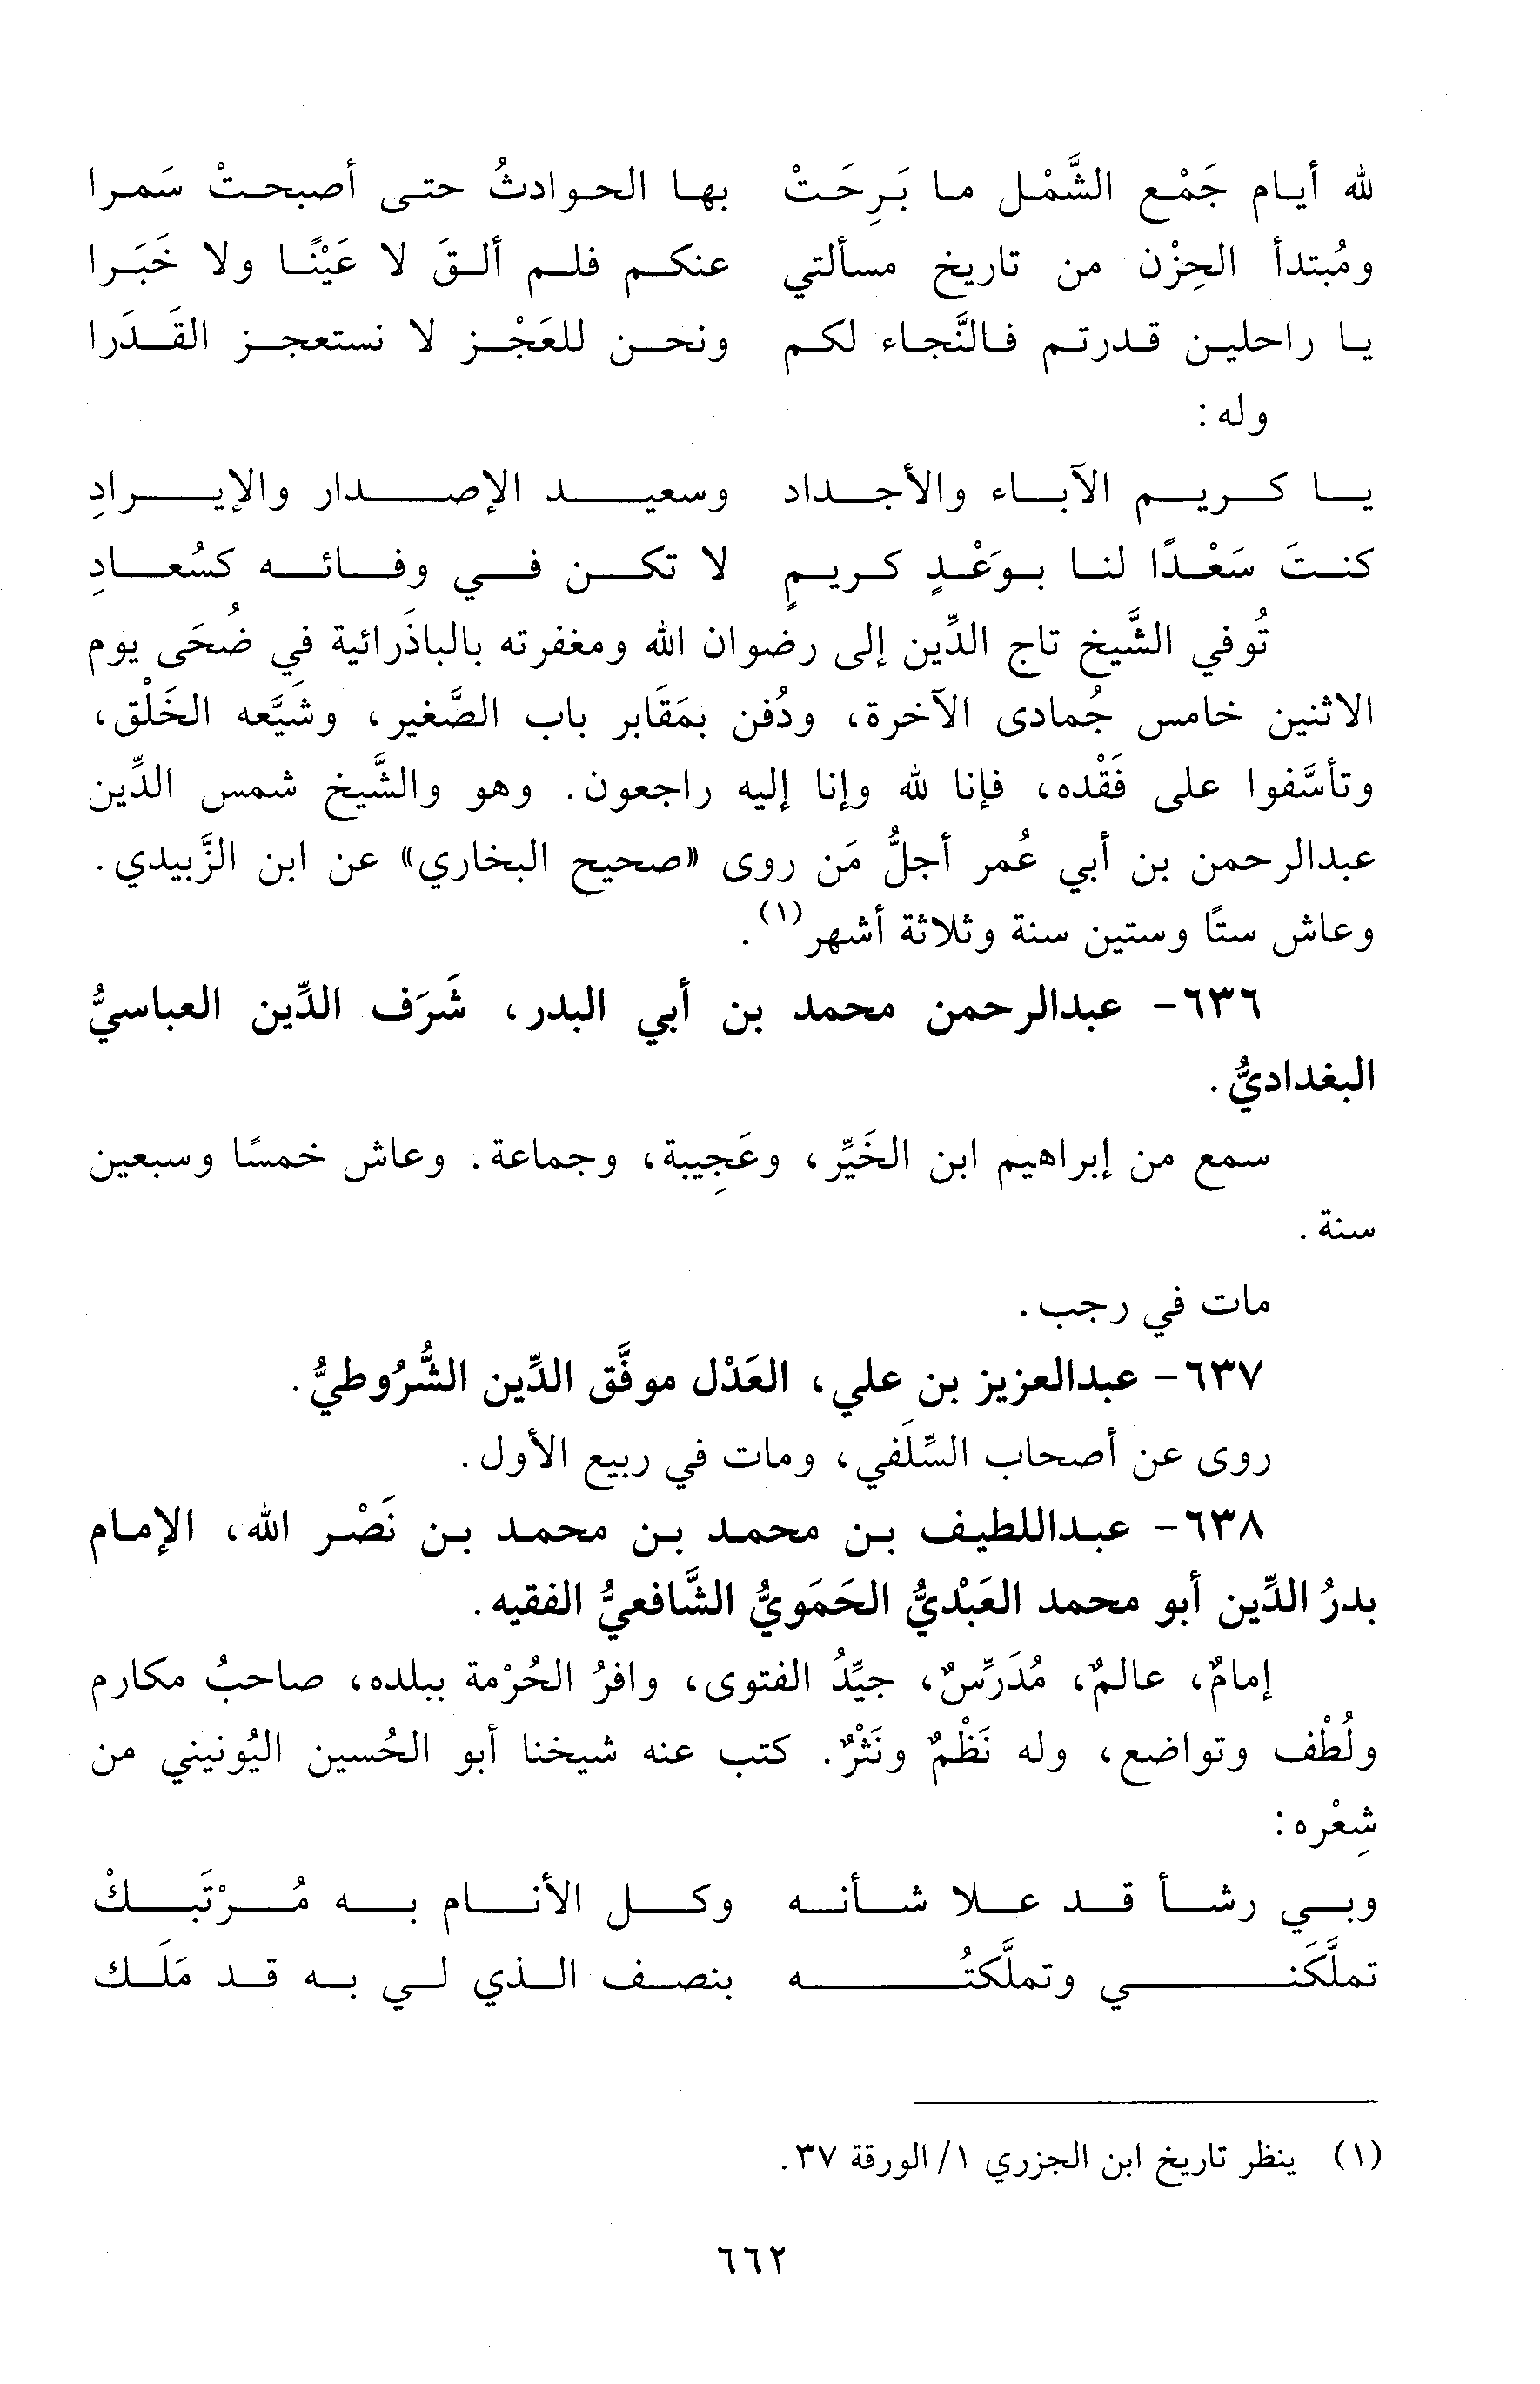 لله أيام جَمْع الشَّمْل ما بَرِحَتْ بها الحوادثُ حتى أصبحتْ سَمرا
ومُبتدأ الحِزْن من تاريخ مسألتي عنكم فلم ألقَ لا عَيْنًا ولا خَبَرا
يا راحلين قدرتم فالنَّجاء لكم ونحن للعَجْز لا نستعجز القَدَرا
وله:
يا كريم الآباء والأجداد وسعيد الإصدار والإيرادِ
كنتَ سَعْدًا لنا بوَعْدٍ كريمٍ لا تكن في وفائه كسُعادِ
تُوفي الشَّيخ تاج الدِّين إلى رضوان الله ومغفرته بالباذَرائية في ضُحَى يوم
الاثنين خامس جُمادى الآخرة، ودُفن بمَقَابر باب الصَّغير، وشَيَّعه الخَلْق،
وتأسَّفوا على فَقْده، فإنا لله وإنا إليه راجعون. وهو والشَّيخ شمس الدِّين
عبدالرحمن بن أبي عُمر أجلُّ مَن روى «صحيح البخاري» عن ابن الزَّبيدي.
وعاش ستًا وستين سنة وثلاثة أشهر(١).
٦٣٦- عبدالرحمن محمد بن أبي البدر، شَرَف الدِّين العباسيُّ
البغداديُّ.
سمع من إبراهيم ابن الخَيِّر، وعَجِيبة، وجماعة. وعاش خمسًا وسبعين
سنة.
مات في رجب.
٦٣٧- عبدالعزيز بن علي، العَدْل موفَّق الدِّين الشُّرُوطيُّ.
روى عن أصحاب السِّلَفي، ومات في ربيع الأول.
٦٣٨- عبداللطيف بن محمد بن محمد بن نَصْر الله، الإمام
بدرُ الدِّين أبو محمد العَبْديُّ الحَمَويُّ الشَّافعيُّ الفقيه.
إمامٌ، عالمٌ، مُدَرِّسٌ، جيِّدُ الفتوى، وافرُ الحُرْمة ببلده، صاحبُ مكارم
ولُطْف وتواضع، وله نَظْمٌ ونَثْرٌ. كتب عنه شيخنا أبو الحُسين اليُونيني من
شِعْره:
وبي رشأ قد علا شأنه وكل الأنام به مُرْتَبكْ
تملَّكَني وتملَّكتُه بنصف الذي لي به قد مَلَك
(١) ينظر تاريخ ابن الجزري ١/ الورقة ٣٧.
٦٦٢